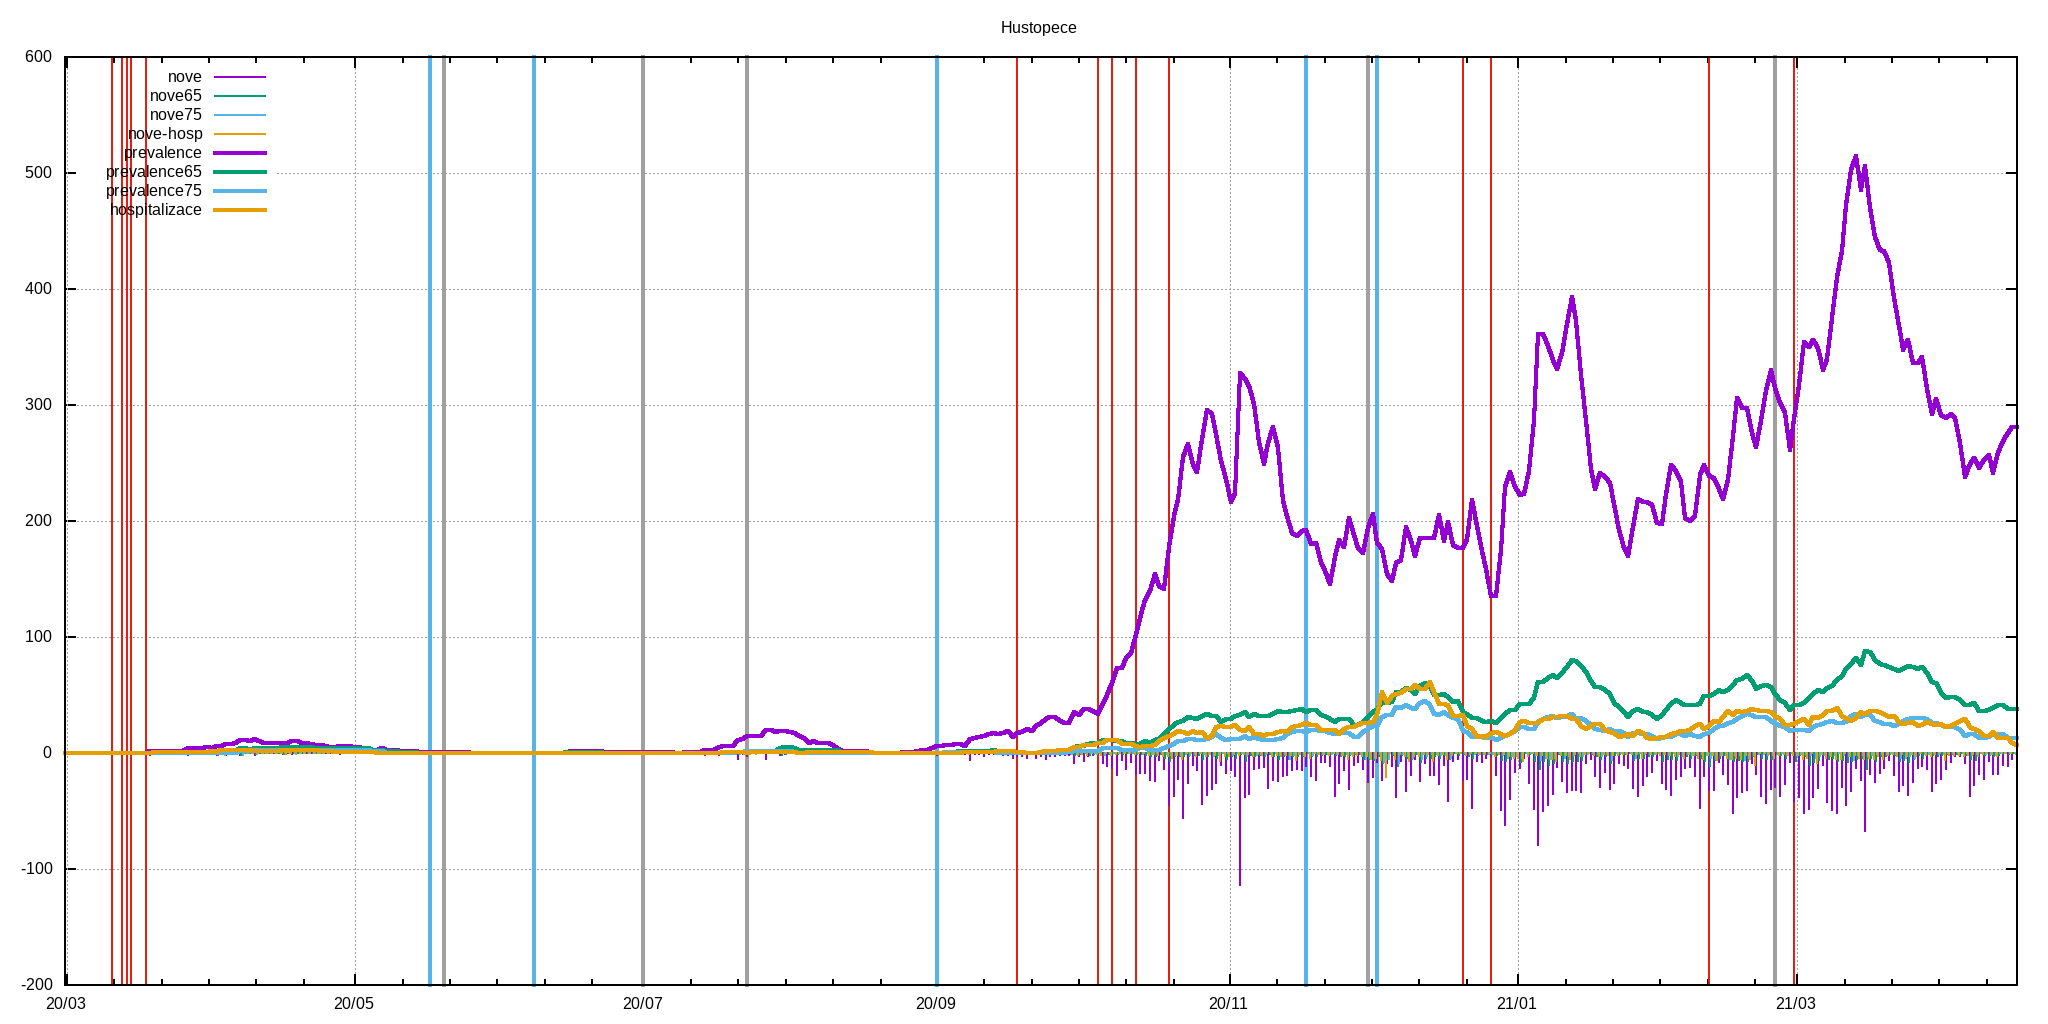 Hustopece
600
500
400
300
200
100
0
-100
-200
nove
nove65
nove75
nove-hosp
prevalence
prevalence65
prevalence75
hospitalizace
20/03 20/05 20/07 20/09 20/11 21/01 21/03